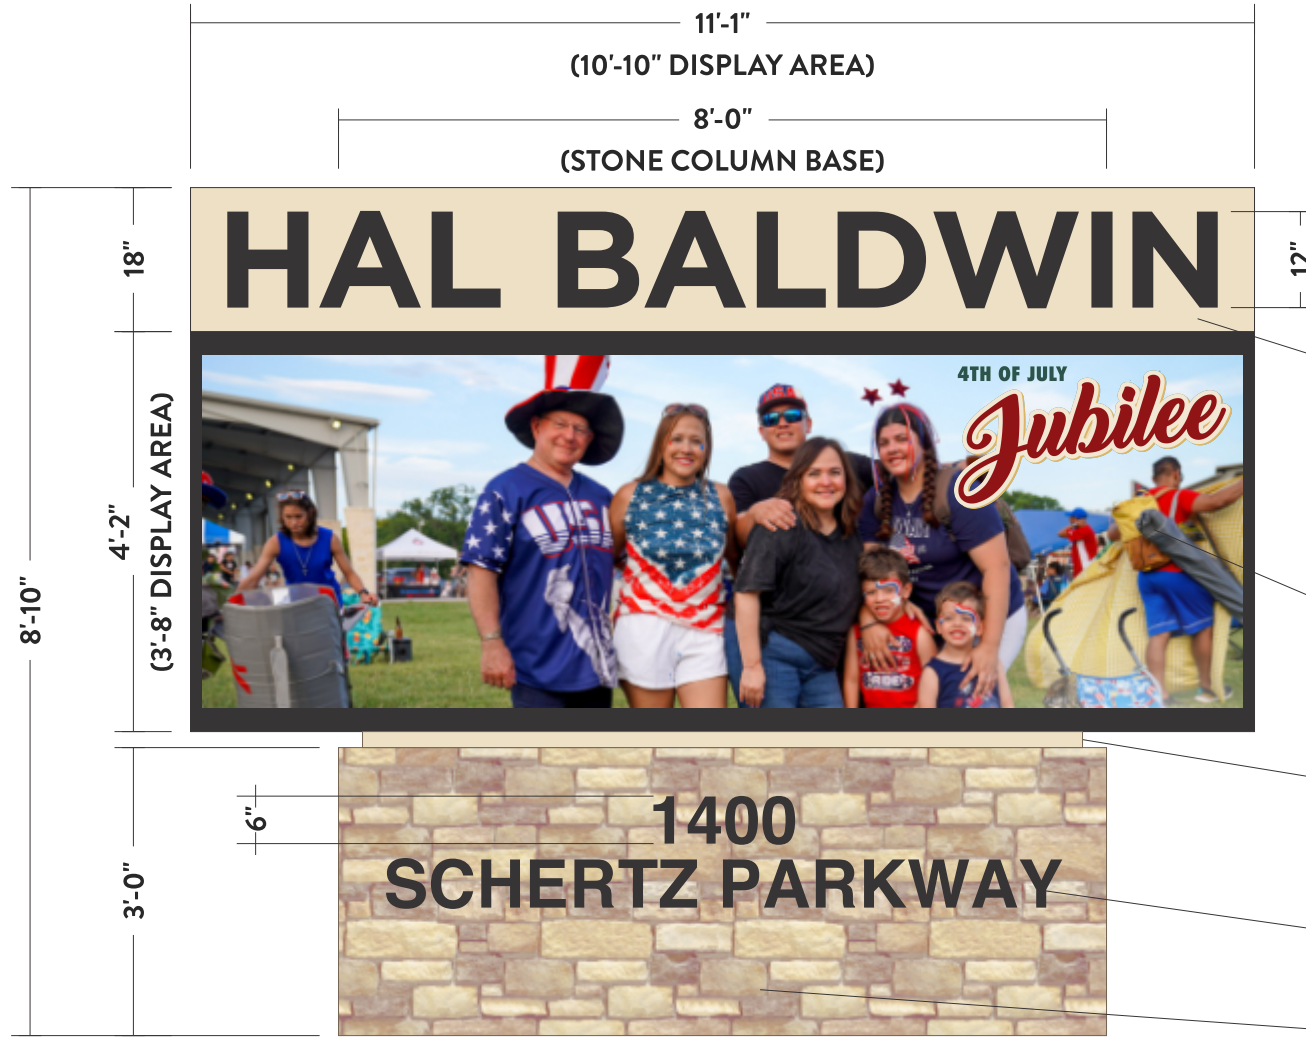 11'-1"
(10'-10" DISPLAY AREA)
8'-0"
(STONE COLUMN BASE)
HAL BALDWIN
18"
12"
4TH OF JULY
Jubilee
USA
4'-2"
(3'-8" DISPLAY AREA)
8'-10"
1400
6"
SCHERTZ PARKWAY
3'-0"